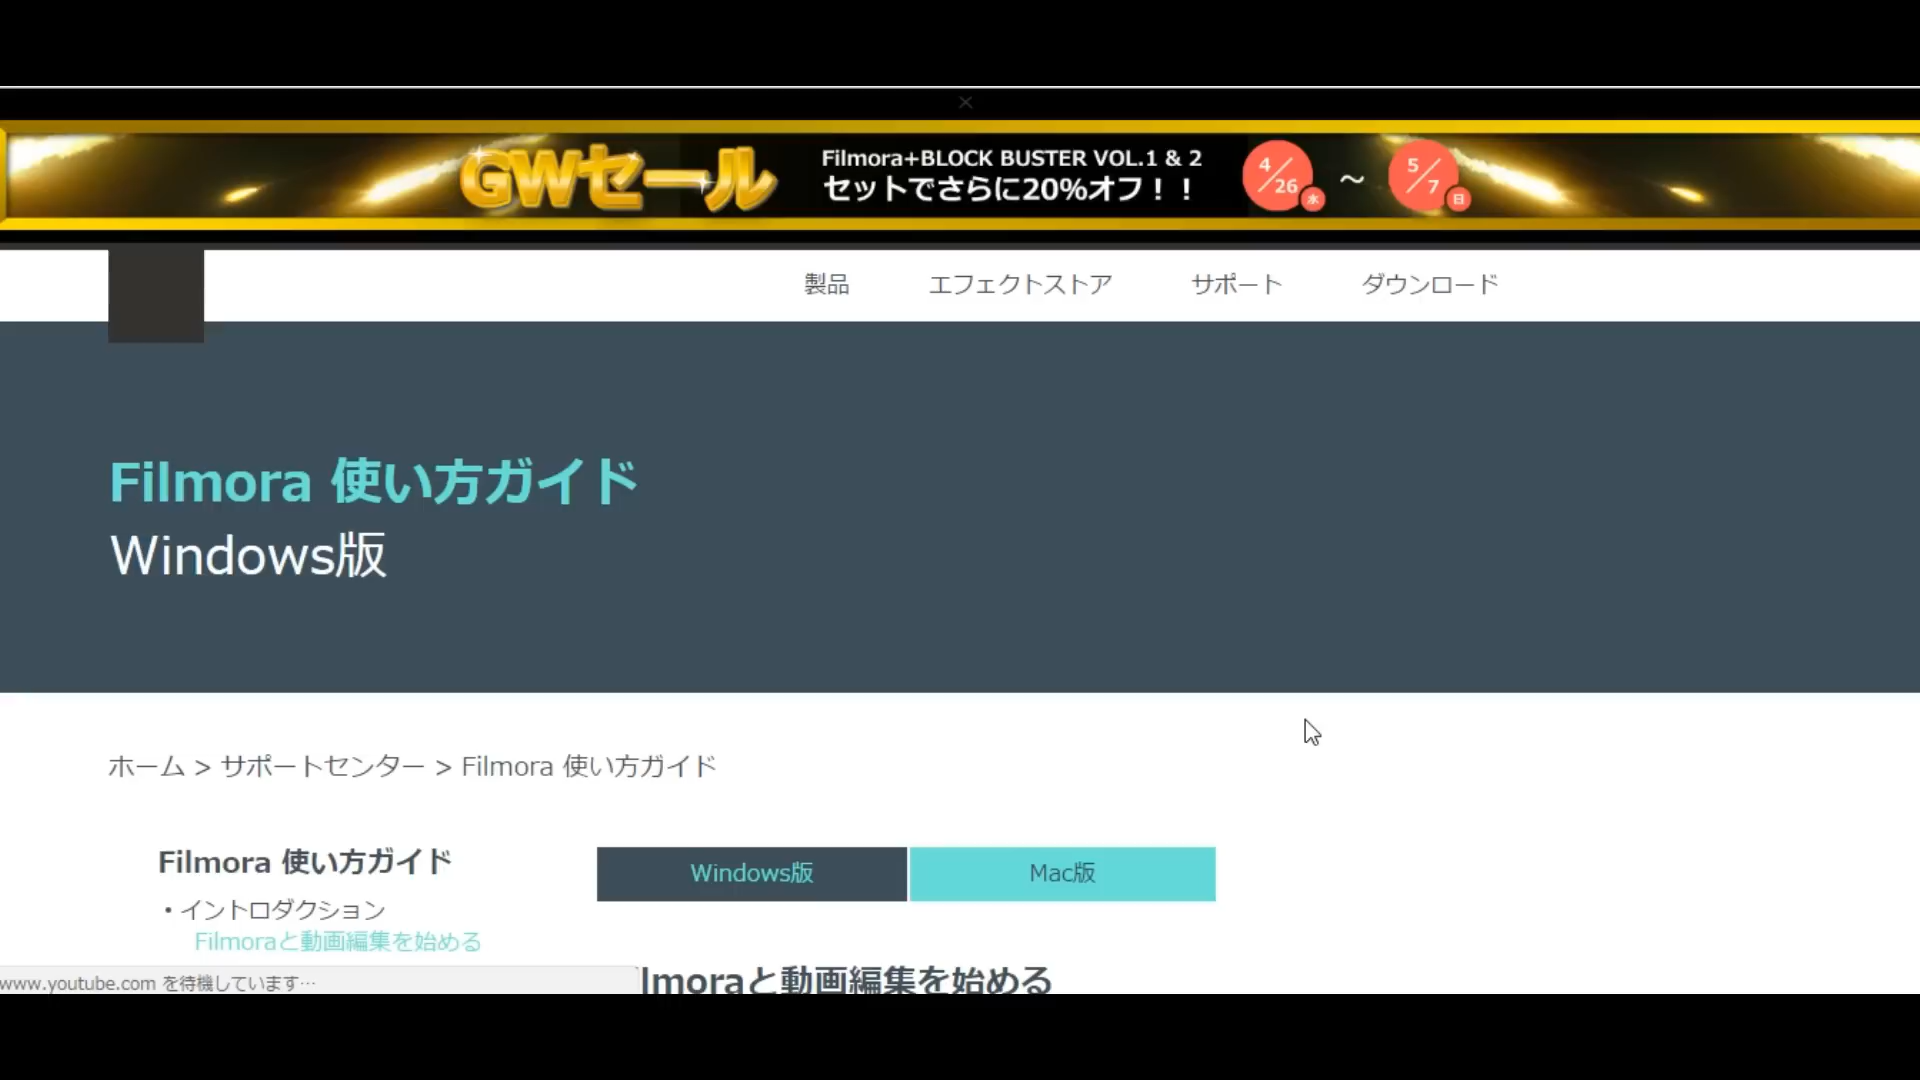 ×
GWセール
Filmora+BLOCK BUSTER VOL.1 & 2
セットでさらに20%オフ！！
4/26 水 ～ 5/7 日
製品 エフェクトストア サポート ダウンロード
Filmora 使い方ガイド
Windows版
ホーム > サポートセンター > Filmora 使い方ガイド
Filmora 使い方ガイド
・イントロダクション
Filmoraと動画編集を始める
Windows版 Mac版
lmoraと動画編集を始める
www.youtube.com を待機しています…